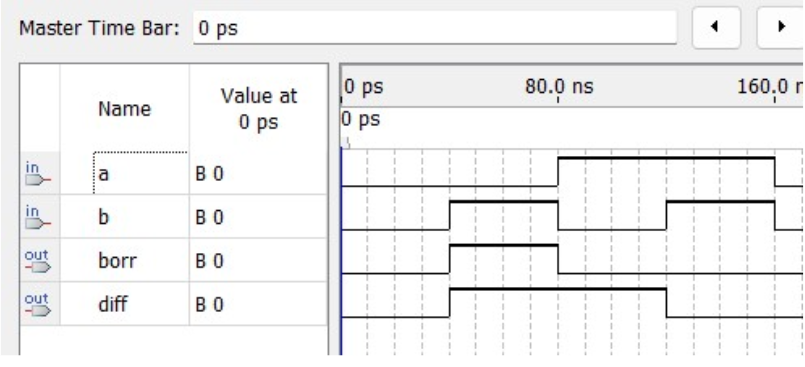 Master Time Bar: 0 ps
Name Value at 0 ps 0 ps 80.0 ns 160.0 n
0 ps
in a B 0
in b B 0
out borr B 0
out diff B 0